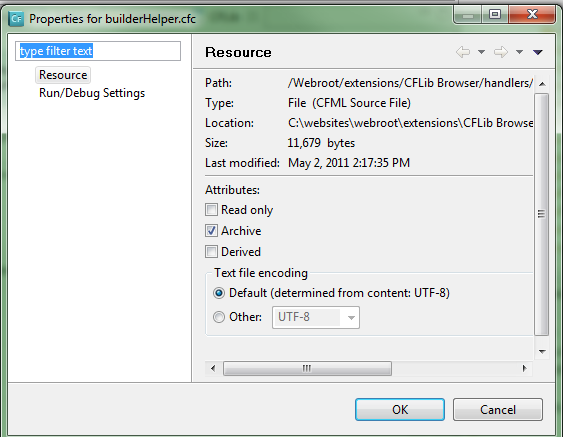 CF Properties for builderHelper.cfc
type filter text
Resource
Run/Debug Settings
Resource
Path: /Webroot/extensions/CFLib Browser/handlers/
Type: File (CFML Source File)
Location: C:\websites\webroot\extensions\CFLib Browse
Size: 11,679 bytes
Last modified: May 2, 2011 2:17:35 PM
Attributes:
Read only
Archive
Derived
Text file encoding
Default (determined from content: UTF-8)
Other: UTF-8
OK Cancel